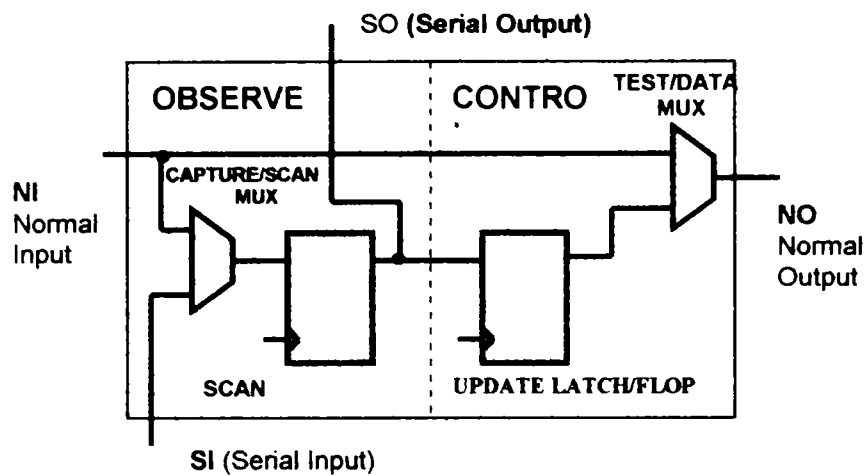 SO (Serial Output)
OBSERVE
CONTRO
TEST/DATA
MUX
CAPTURE/SCAN
MUX
NI
Normal
Input
NO
Normal
Output
SCAN
UPDATE LATCH/FLOP
SI (Serial Input)